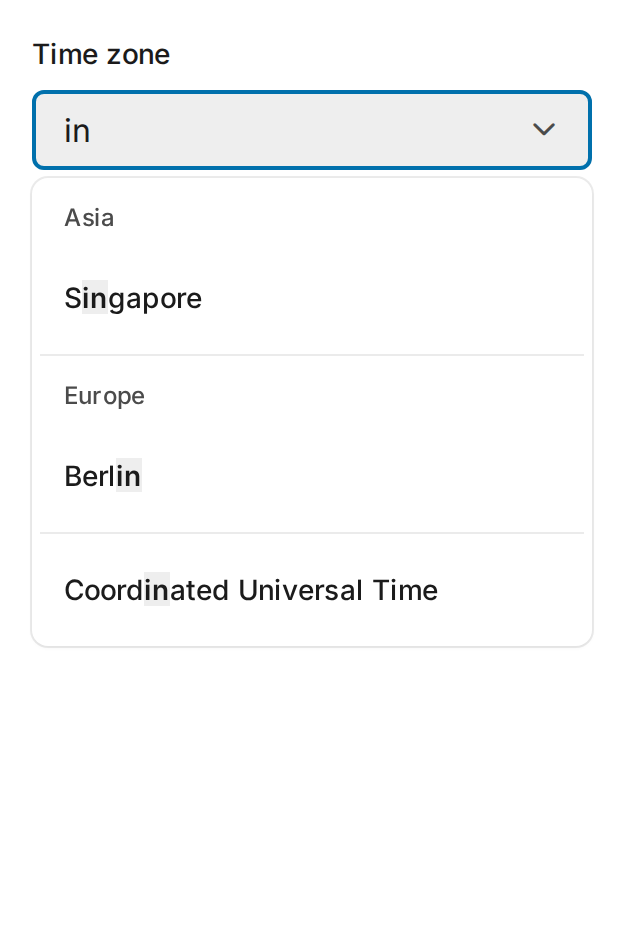 Time zone
in
Asia
Singapore
Europe
Berlin
Coordinated Universal Time